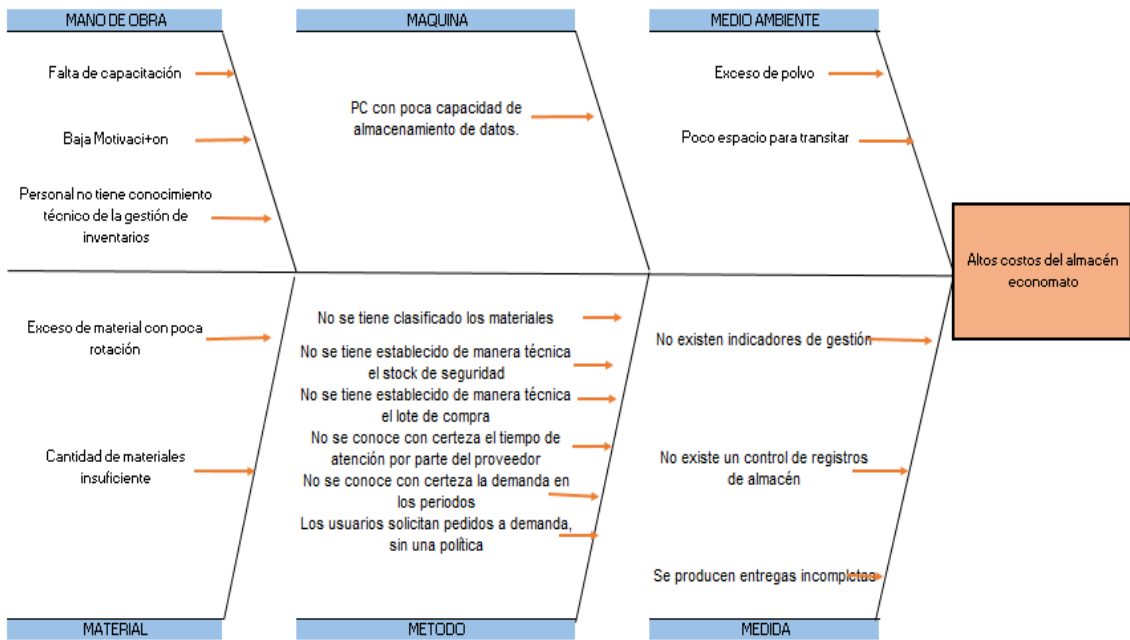 MANO DE OBRA
MAQUINA
MEDIO AMBIENTE
Falta de capacitación
Baja Motivaci+on
Personal no tiene conocimiento
técnico de la gestión de
inventarios
PC con poca capacidad de
almacenamiento de datos.
Exceso de polvo
Poco espacio para transitar
Altos costos del almacén
economato
Exceso de material con poca
rotación
Cantidad de materiales
insuficiente
No se tiene clasificado los materiales
No se tiene establecido de manera técnica
el stock de seguridad
No se tiene establecido de manera técnica
el lote de compra
No se conoce con certeza el tiempo de
atención por parte del proveedor
No se conoce con certeza la demanda en
los periodos
Los usuarios solicitan pedidos a demanda,
sin una política
No existen indicadores de gestión
No existe un control de registros
de almacén
Se producen entregas incompletas
MATERIAL
METODO
MEDIDA